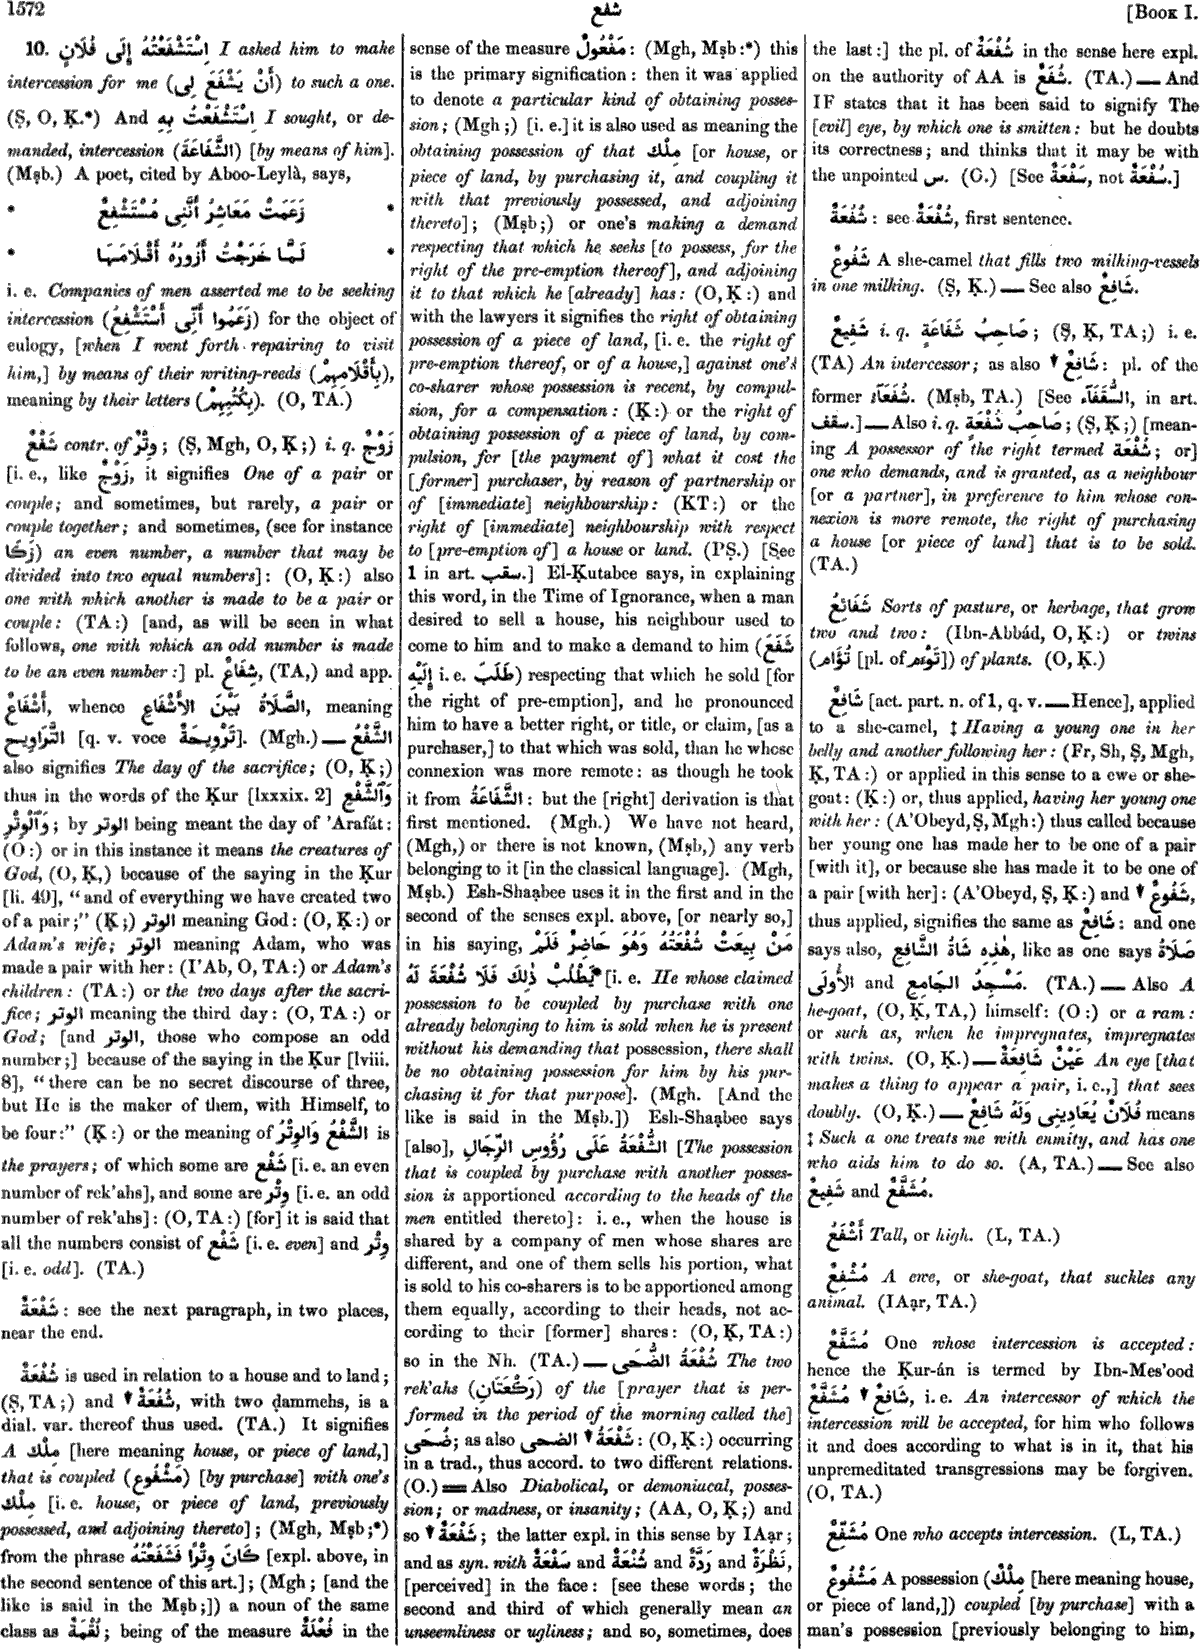 1572
شفع
[Book I.
10. اِسْتَشْفَعْتُهُ إِلَى فُلَانٍ I asked him to make
intercession for me (أَنْ يَشْفَعَ لِى) to such a one.
(Ṣ, O, Ḳ.*) And اِسْتَشْفَعْتُ بِهِ I sought, or de-
manded, intercession (الشَّفَاعَةَ) [by means of him].
(Mṣb.) A poet, cited by Aboo-Leylà, says,
* زَعَمَتْ مَعَاشِرُ أَنَّنِى مُسْتَشْفِعٌ *
* لَمَّا خَرَجْتُ أَزُورُهُ أَقْلَامَهَا *
i. e. Companies of men asserted me to be seeking
intercession (زَعَمُوا أَنِّى أَسْتَشْفِعُ) for the object of
eulogy, [when I went forth repairing to visit
him,] by means of their writing-reeds (بِأَقْلَامِهِمْ),
meaning by their letters (بِكُتُبِهِمْ). (O, TA.)
شَفْعٌ contr. of وِتْرٌ; (Ṣ, Mgh, O, Ḳ;) i. q. زَوْجٌ
[i. e., like زَوْجٌ, it signifies One of a pair or
couple; and sometimes, but rarely, a pair or
couple together; and sometimes, (see for instance
زَكًا) an even number, a number that may be
divided into two equal numbers]: (O, Ḳ:) also
one with which another is made to be a pair or
couple: (TA:) [and, as will be seen in what
follows, one with which an odd number is made
to be an even number:] pl. شِفَاعٌ, (TA,) and app.
أَشْفَاعٌ, whence الصَّلَاةُ بَيْنَ الأَشْفَاعِ, meaning
التَّرَاوِيح [q. v. voce تَرْوِيحَةٌ]. (Mgh.) — الشَّفْعُ
also signifies The day of the sacrifice; (O, Ḳ;)
thus in the words of the Ḳur [lxxxix. 2] وَٱلشَّفْعِ
وَٱلْوِتْرِ; by الوتر being meant the day of 'Arafát:
(O:) or in this instance it means the creatures of
God, (O, Ḳ,) because of the saying in the Ḳur
[li. 49], "and of everything we have created two
of a pair;" (Ḳ;) الوتر meaning God: (O, Ḳ:) or
Adam's wife; الوتر meaning Adam, who was
made a pair with her: (I'Ab, O, TA:) or Adam's
children: (TA:) or the two days after the sacri-
fice; الوتر meaning the third day: (O, TA:) or
God; [and الوتر, those who compose an odd
number;] because of the saying in the Ḳur [lviii.
8], "there can be no secret discourse of three,
but He is the maker of them, with Himself, to
be four:" (Ḳ:) or the meaning of الشَّفْعُ وَالوِتْرُ is
the prayers; of which some are شَفْع [i. e. an even
number of rek'ahs], and some are وِتْر [i. e. an odd
number of rek'ahs]: (O, TA:) [for] it is said that
all the numbers consist of شَفْع [i. e. even] and وِتْر
[i. e. odd]. (TA.)
شَفْعَةٌ: see the next paragraph, in two places,
near the end.
شُفْعَةٌ is used in relation to a house and to land;
(Ṣ, TA;) and ▼ شُفُعَةٌ, with two ḍammehs, is a
dial. var. thereof thus used. (TA.) It signifies
A مِلْك [here meaning house, or piece of land,]
that is coupled (مَشْفُوع) [by purchase] with one's
مِلْك [i. e. house, or piece of land, previously
possessed, and adjoining thereto]; (Mgh, Mṣb;*)
from the phrase كَانَ وِتْرًا فَشَفَعْتُهُ [expl. above, in
the second sentence of this art.]; (Mgh; [and the
like is said in the Mṣb;]) a noun of the same
class as لُقْمَةٌ; being of the measure فُعْلَةٌ in the
sense of the measure مَفْعُولٌ: (Mgh, Mṣb:*) this
is the primary signification: then it was applied
to denote a particular kind of obtaining posses-
sion; (Mgh;) [i. e.] it is also used as meaning the
obtaining possession of that مِلْك [or house, or
piece of land, by purchasing it, and coupling it
with that previously possessed, and adjoining
thereto]; (Mṣb;) or one's making a demand
respecting that which he seeks [to possess, for the
right of the pre-emption thereof], and adjoining
it to that which he [already] has: (O, Ḳ:) and
with the lawyers it signifies the right of obtaining
possession of a piece of land, [i. e. the right of
pre-emption thereof, or of a house,] against one's
co-sharer whose possession is recent, by compul-
sion, for a compensation: (Ḳ:) or the right of
obtaining possession of a piece of land, by com-
pulsion, for [the payment of] what it cost the
[former] purchaser, by reason of partnership or
of [immediate] neighbourship: (KT:) or the
right of [immediate] neighbourship with respect
to [pre-emption of] a house or land. (PṢ.) [See
1 in art. سقب.] El-Ḳutabee says, in explaining
this word, in the Time of Ignorance, when a man
desired to sell a house, his neighbour used to
come to him and to make a demand to him (شَفَعَ
إِلَيْهِ i. e. طَلَبَ) respecting that which he sold [for
the right of pre-emption], and he pronounced
him to have a better right, or title, or claim, [as a
purchaser,] to that which was sold, than he whose
connexion was more remote: as though he took
it from الشَّفَاعَةُ: but the [right] derivation is that
first mentioned. (Mgh.) We have not heard,
(Mgh,) or there is not known, (Mṣb,) any verb
belonging to it [in the classical language]. (Mgh,
Mṣb.) Esh-Shaạbee uses it in the first and in the
second of the senses expl. above, [or nearly so,]
in his saying, مَنْ بِيعَتْ شُفْعَتُهُ وَهُوَ حَاضِرٌ فَلَمْ
يَطْلُبْ ذٰلِكَ فَلَا شُفْعَةَ لَهُ [i. e. He whose claimed
possession to be coupled by purchase with one
already belonging to him is sold when he is present
without his demanding that possession, there shall
be no obtaining possession for him by his pur-
chasing it for that purpose]. (Mgh. [And the
like is said in the Mṣb.]) Esh-Shaạbee says
[also], الشُّفْعَةُ عَلَى رُؤُوسِ الرِّجَالِ [The possession
that is coupled by purchase with another posses-
sion is apportioned according to the heads of the
men entitled thereto]: i. e., when the house is
shared by a company of men whose shares are
different, and one of them sells his portion, what
is sold to his co-sharers is to be apportioned among
them equally, according to their heads, not ac-
cording to their [former] shares: (O, Ḳ, TA:)
so in the Nh. (TA.) — شُفْعَةُ الضُّحَى The two
rek'ahs (رَكْعَتَانِ) of the [prayer that is per-
formed in the period of the morning called the]
ضُحَى; as also ▼ شَفْعَةُ الضحى: (O, Ḳ:) occurring
in a trad., thus accord. to two different relations.
(O.) = Also Diabolical, or demoniacal, posses-
sion; or madness, or insanity; (AA, O, Ḳ;) and
so ▼ شَفْعَةٌ; the latter expl. in this sense by IAạr;
and as syn. with سَفْعَةٌ and شُنْعَةٌ and رَدَّةٌ and نَظْرَةٌ,
[perceived] in the face: [see these words; the
second and third of which generally mean an
unseemliness or ugliness; and so, sometimes, does
the last:] the pl. of شُفْعَةٌ in the sense here expl.
on the authority of AA is شُفَعٌ. (TA.) — And
IF states that it has been said to signify The
[evil] eye, by which one is smitten: but he doubts
its correctness; and thinks that it may be with
the unpointed س. (O.) [See سَفْعَةٌ, not سُفْعَةٌ.]
شُفُعَةٌ: see شُفْعَةٌ, first sentence.
شَفُوعٌ A she-camel that fills two milking-vessels
in one milking. (Ṣ, Ḳ.) — See also شَافِعٌ.
شَفِيعٌ i. q. صَاحِبُ شَفَاعَةٍ; (Ṣ, Ḳ, TA;) i. e.
(TA) An intercessor; as also ▼ شَافِعٌ: pl. of the
former شُفَعَآءُ. (Mṣb, TA.) [See السُّقَفَآء, in art.
سقف.] — Also i. q. صَاحِبُ شُفْعَةٍ; (Ṣ, Ḳ;) [mean-
ing A possessor of the right termed شُفْعَة; or]
one who demands, and is granted, as a neighbour
[or a partner], in preference to him whose con-
nexion is more remote, the right of purchasing
a house [or piece of land] that is to be sold.
(TA.)
شَفَائِعُ Sorts of pasture, or herbage, that grow
two and two: (Ibn-Abbád, O, Ḳ:) or twins
(تُؤَام [pl. of تَوْءَم]) of plants. (O, Ḳ.)
شَافِعٌ [act. part. n. of 1, q. v. — Hence], applied
to a she-camel, ‡ Having a young one in her
belly and another following her: (Fr, Sh, Ṣ, Mgh,
Ḳ, TA:) or applied in this sense to a ewe or she-
goat: (Ḳ:) or, thus applied, having her young one
with her: (A'Obeyd, Ṣ, Mgh:) thus called because
her young one has made her to be one of a pair
[with it], or because she has made it to be one of
a pair [with her]: (A'Obeyd, Ṣ, Ḳ:) and ▼ شَفُوعٌ,
thus applied, signifies the same as شَافِعٌ: and one
says also, هٰذِهِ شَاةُ الشَّافِعِ, like as one says صَلَاةُ
الأُولَى and مَسْجِدُ الجَامِعِ. (TA.) — Also A
he-goat, (O, Ḳ, TA,) himself: (O:) or a ram:
or such as, when he impregnates, impregnates
with twins. (O, Ḳ.) — عَيْنٌ شَافِعَةٌ An eye [that
makes a thing to appear a pair, i. e.,] that sees
doubly. (O, Ḳ.) — فُلَانٌ يُعَادِينِى وَلَهُ شَافِعٌ means
‡ Such a one treats me with enmity, and has one
who aids him to do so. (A, TA.) — See also
شَفِيعٌ and مُشَفَّعٌ.
أَشْفَعُ Tall, or high. (L, TA.)
مُشْفِعٌ A ewe, or she-goat, that suckles any
animal. (IAạr, TA.)
مُشَفَّعٌ One whose intercession is accepted:
hence the Ḳur-án is termed by Ibn-Mes'ood
▼ شَافِعٌ مُشَفَّعٌ, i. e. An intercessor of which the
intercession will be accepted, for him who follows
it and does according to what is in it, that his
unpremeditated transgressions may be forgiven.
(O, TA.)
مُشَفِّعٌ One who accepts intercession. (L, TA.)
مَشْفُوعٌ A possession (مِلْكٌ [here meaning house,
or piece of land,]) coupled [by purchase] with a
man's possession [previously belonging to him,